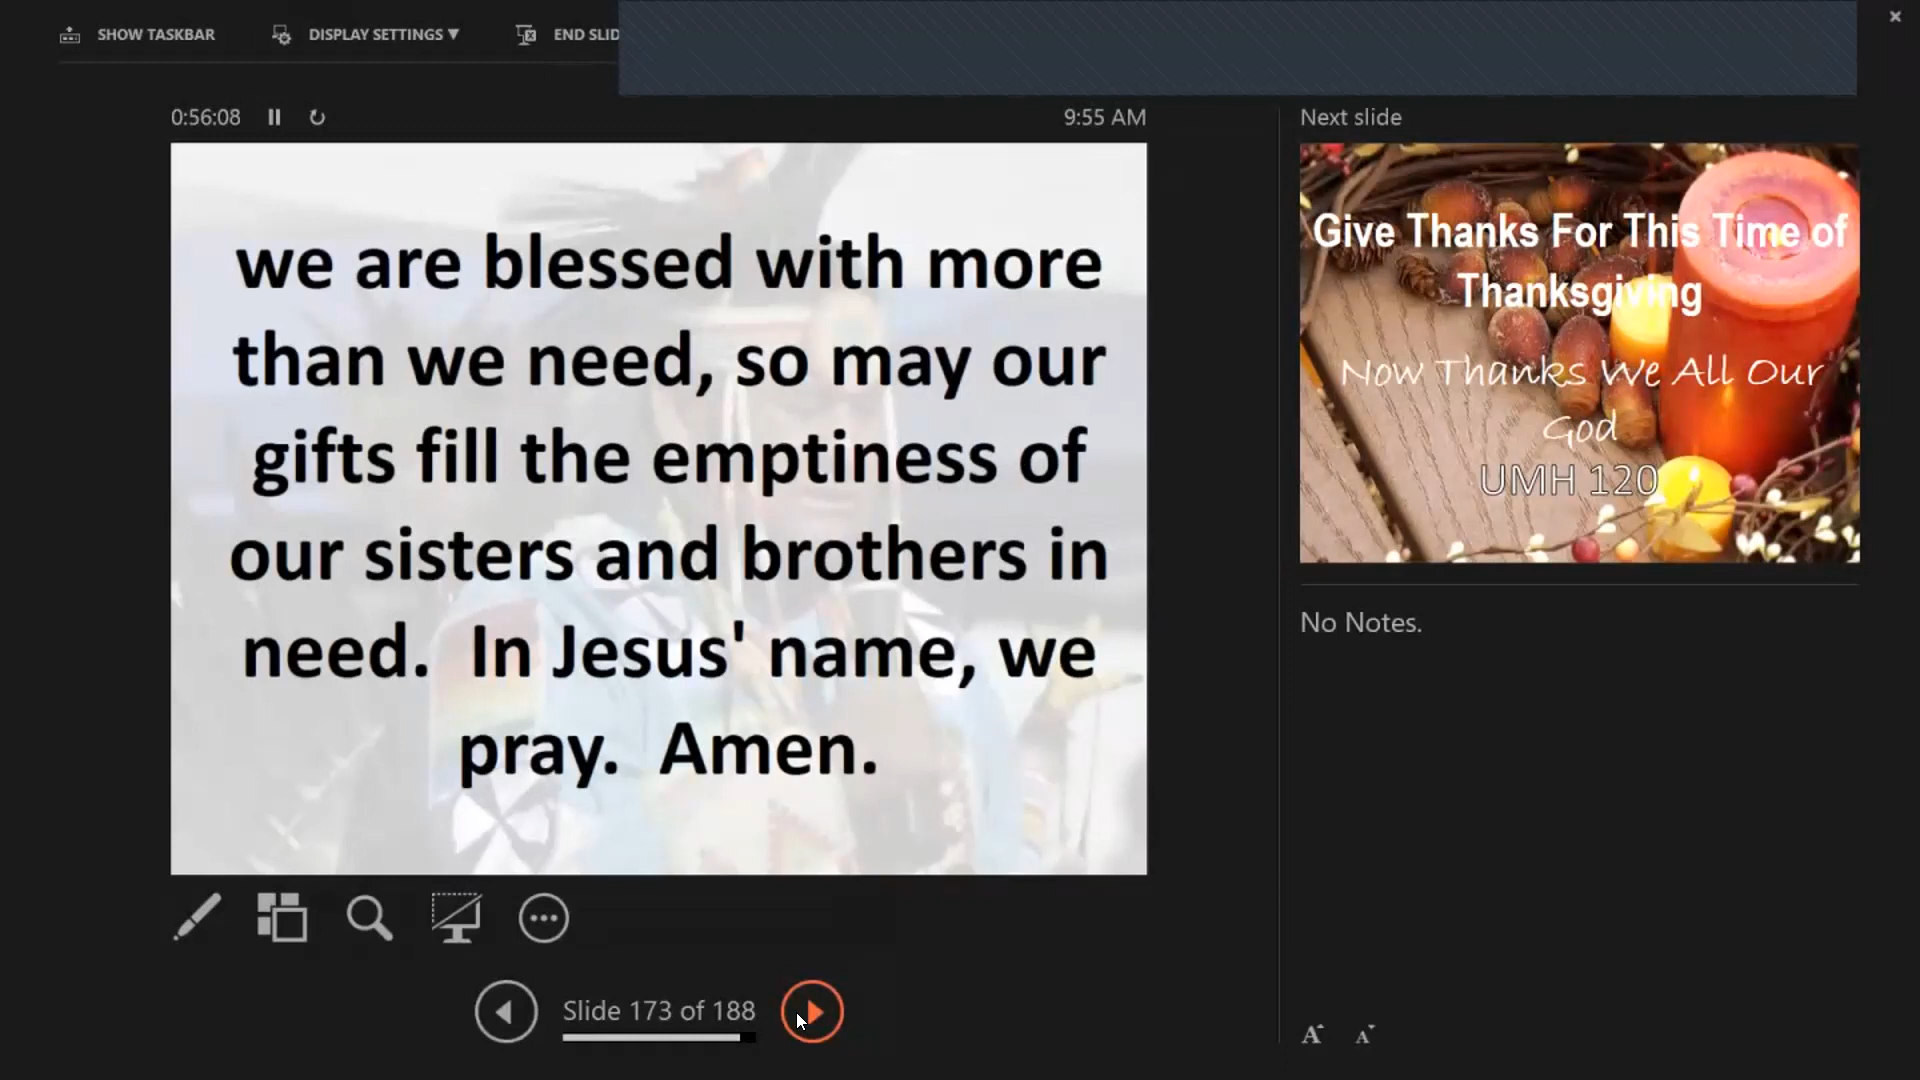 SHOW TASKBAR
DISPLAY SETTINGS ▼
END SLID
0:56:08
9:55 AM
we are blessed with more
than we need, so may our
gifts fill the emptiness of
our sisters and brothers in
need.  In Jesus' name, we
pray.  Amen.
Slide 173 of 188
Next slide
Give Thanks For This Time of
Thanksgiving
Now Thanks We All Our
God
UMH 120
No Notes.
A A